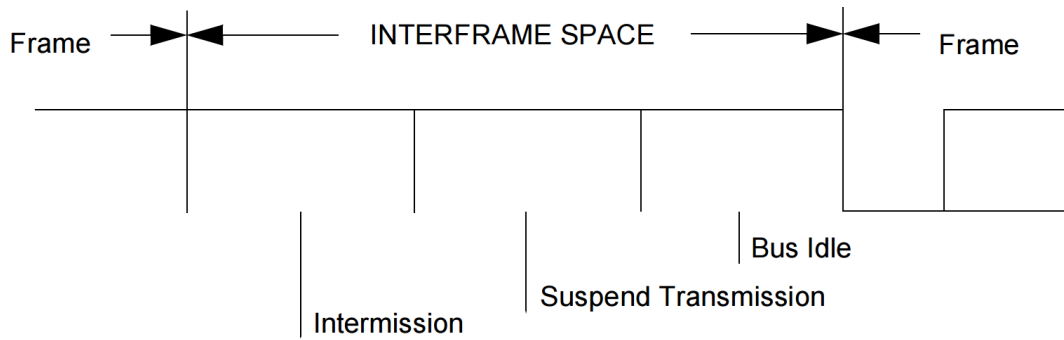 Frame
INTERFRAME SPACE
Frame
Bus Idle
Suspend Transmission
Intermission